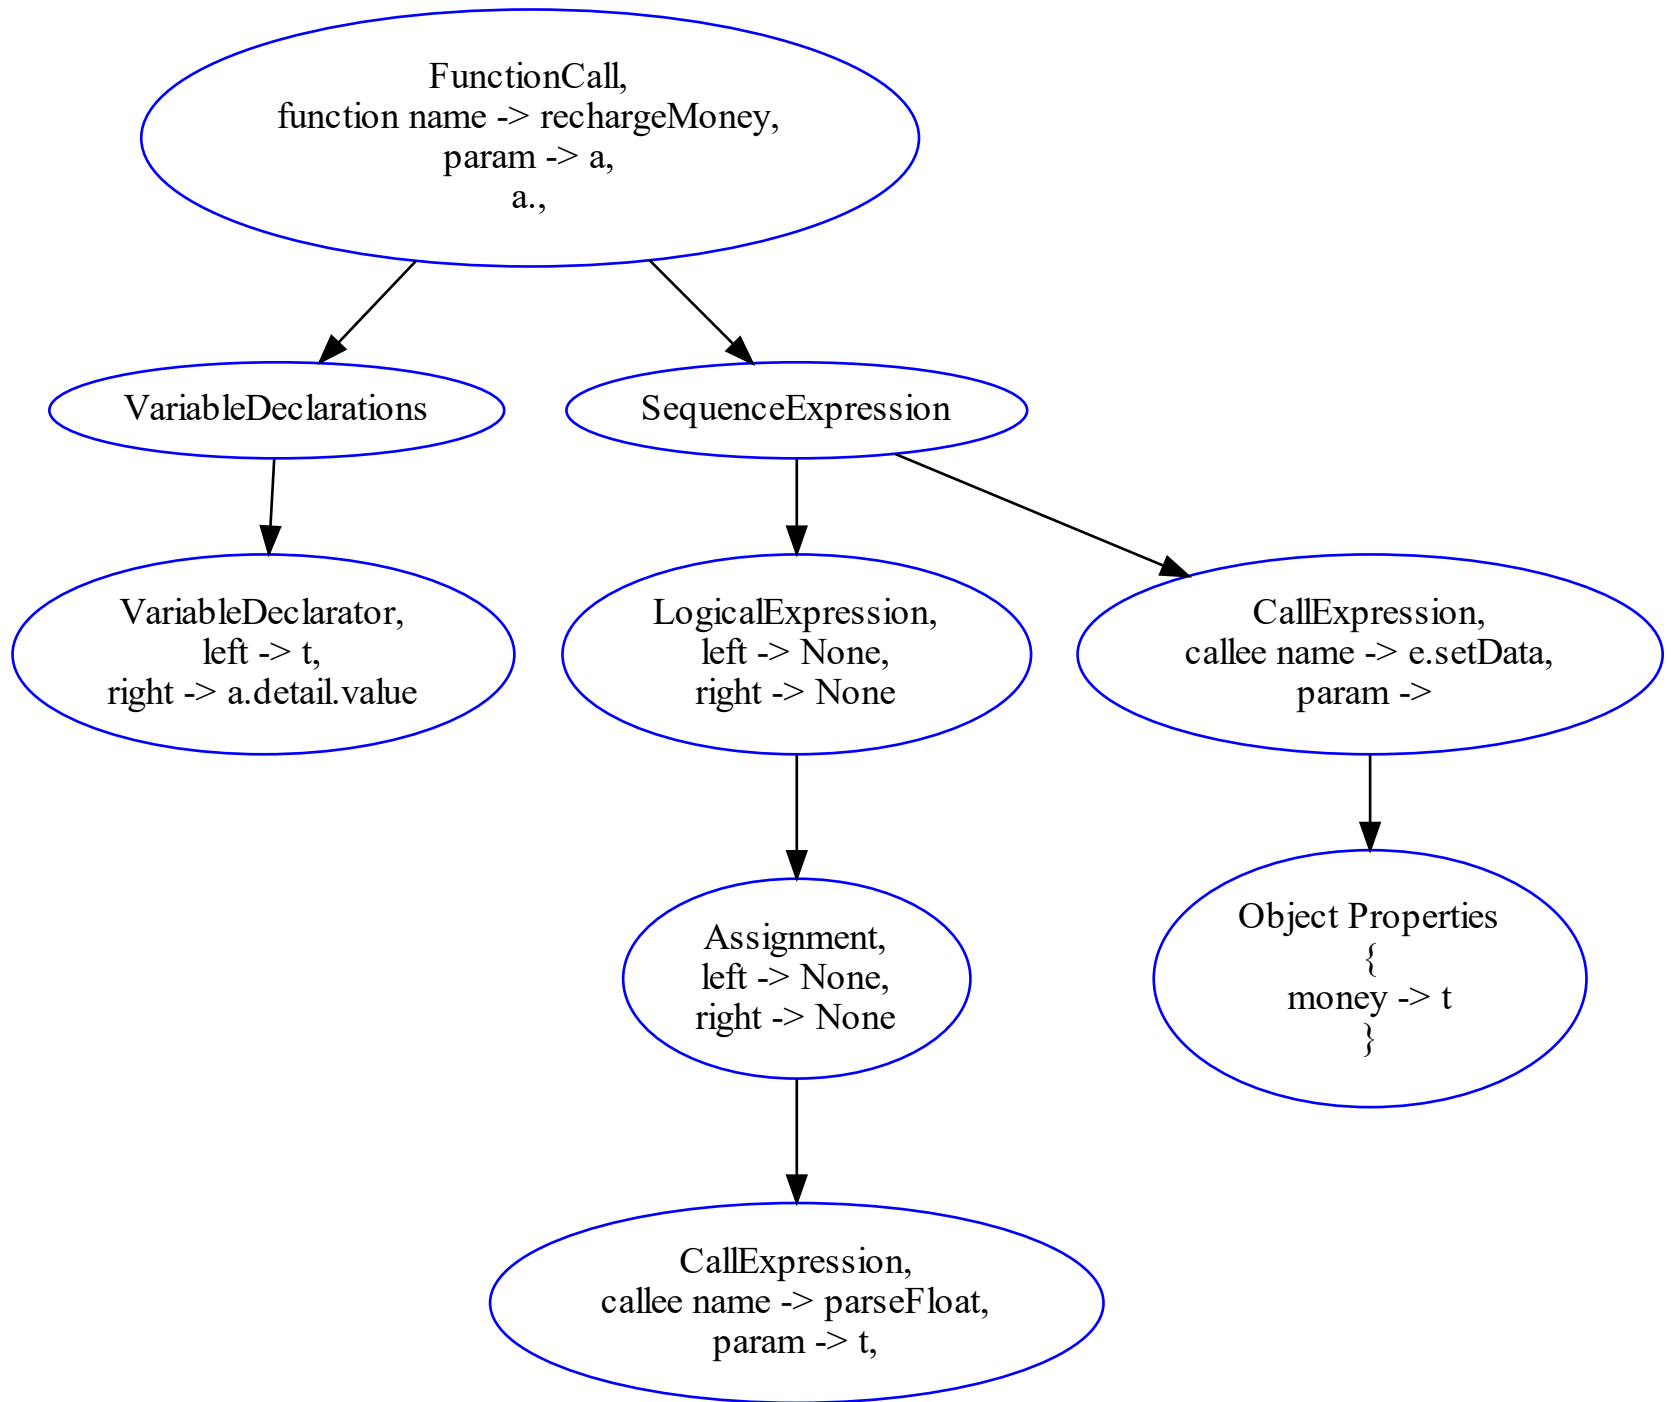 FunctionCall,
function name -> rechargeMoney,
param -> a,
a.,
VariableDeclarations
SequenceExpression
VariableDeclarator,
left -> t,
right -> a.detail.value
LogicalExpression,
left -> None,
right -> None
CallExpression,
callee name -> e.setData,
param ->
Assignment,
left -> None,
right -> None
Object Properties
{
money -> t
}
CallExpression,
callee name -> parseFloat,
param -> t,